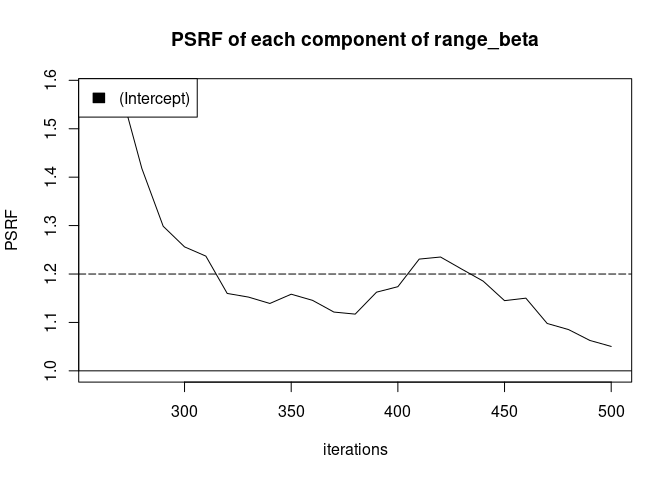 PSRF of each component of range_beta
(Intercept)
PSRF
1.6
1.5
1.4
1.3
1.2
1.1
1.0
300 350 400 450 500
iterations